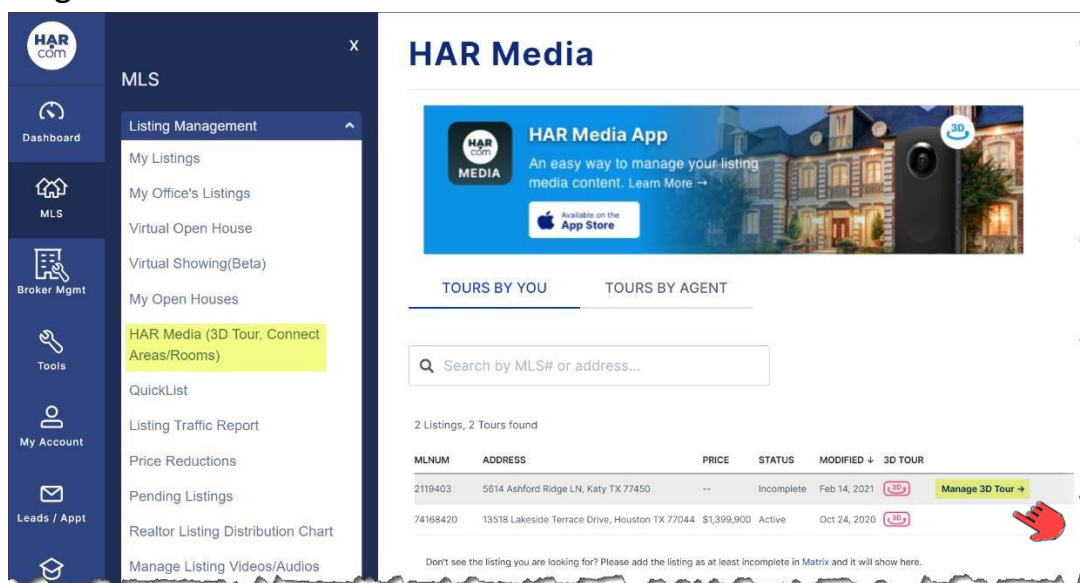 HAR
com
Dashboard
MLS
Broker Mgmt
Tools
My Account
Leads / Appt
X
MLS
Listing Management
My Listings
My Office's Listings
Virtual Open House
Virtual Showing(Beta)
My Open Houses
HAR Media (3D Tour, Connect
Areas/Rooms)
QuickList
Listing Traffic Report
Price Reductions
Pending Listings
Realtor Listing Distribution Chart
Manage Listing Videos/Audios
HAR Media
HAR
com
MEDIA
HAR Media App
An easy way to manage your listing
media content. Learn More →
Available on the
App Store
3D
TOURS BY YOU TOURS BY AGENT
Search by MLS# or address...
2 Listings, 2 Tours found
MLNUM ADDRESS PRICE STATUS MODIFIED ↓ 3D TOUR
2119403 5614 Ashford Ridge LN, Katy TX 77450 -- Incomplete Feb 14, 2021 3D Manage 3D Tour →
74168420 13518 Lakeside Terrace Drive, Houston TX 77044 $1,399,900 Active Oct 24, 2020 3D
Don't see the listing you are looking for? Please add the listing as at least incomplete in Matrix and it will show here.